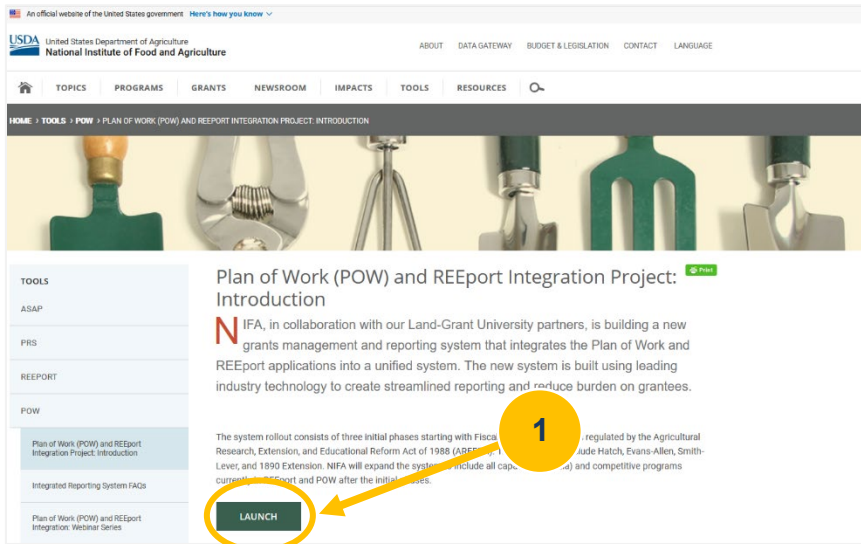 An official website of the United States government Here's how you know
USDA
United States Department of Agriculture
National Institute of Food and Agriculture
ABOUT DATA GATEWAY BUDGET & LEGISLATION CONTACT LANGUAGE
TOPICS PROGRAMS GRANTS NEWSROOM IMPACTS TOOLS RESOURCES
HOME > TOOLS > POW > PLAN OF WORK (POW) AND REEPORT INTEGRATION PROJECT: INTRODUCTION
TOOLS
ASAP
PRS
REEPORT
POW
Plan of Work (POW) and REEport
Integration Project: Introduction
Integrated Reporting System FAQs
Plan of Work (POW) and REEport
Integration: Webinar Series
Plan of Work (POW) and REEport Integration Project:
Introduction
Print
NIFA, in collaboration with our Land-Grant University partners, is building a new
grants management and reporting system that integrates the Plan of Work and
REEport applications into a unified system. The new system is built using leading
industry technology to create streamlined reporting and reduce burden on grantees.
The system rollout consists of three initial phases starting with Fiscal regulated by the Agricultural
Research, Extension, and Educational Reform Act of 1988 Hatch, Evans-Allen, Smith-
Lever, and 1890 Extension. NIFA will expand the system include all and competitive programs
REEport and POW after the initial
LAUNCH
1